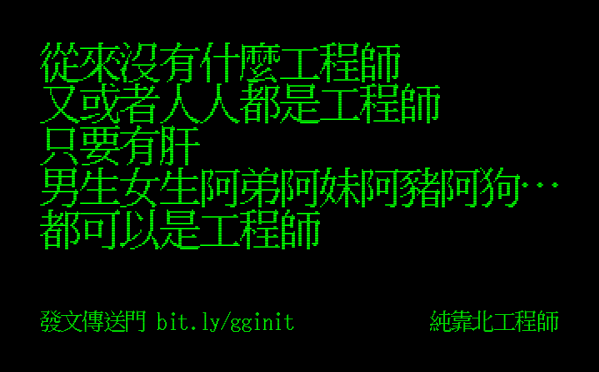 從來沒有什麼工程師
又或者人人都是工程師
只要有肝
男生女生阿弟阿妹阿豬阿狗…
都可以是工程師
發文傳送門 bit.ly/gginit
純靠北工程師